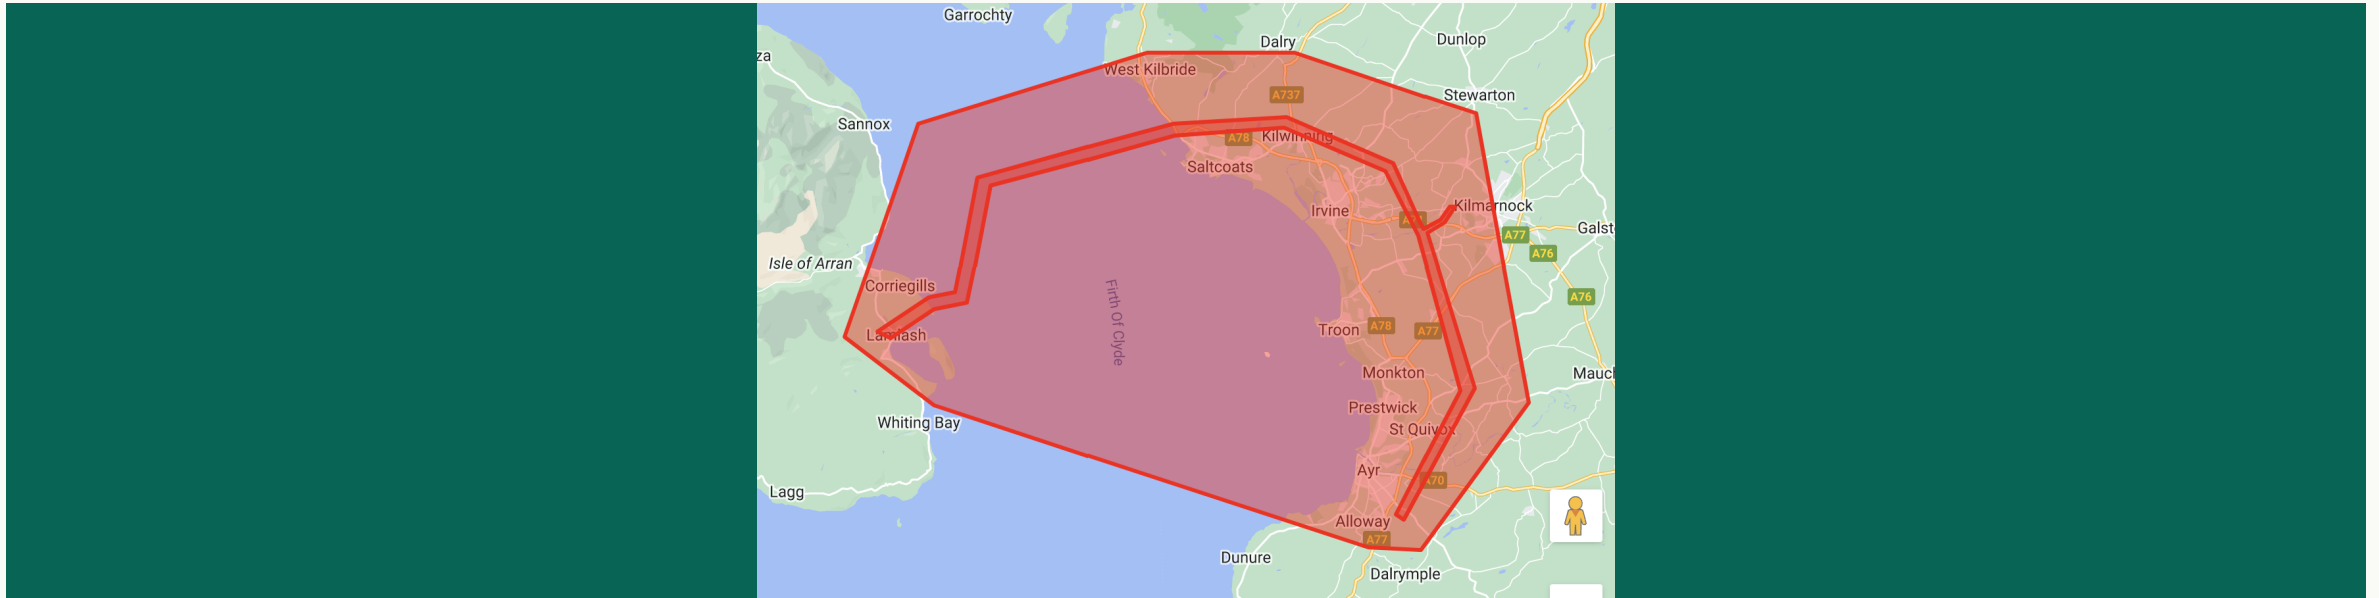 Garrochty
Dalry
Dunlop
za
West Kilbride
A737
Stewarton
Sannox
A78
Kilwinning
Saltcoats
Irvine
Kilmarnock
A77
Galst
A76
Isle of Arran
Corriegills
A76
Firth Of Clyde
Lamlash
Troon
A78
A77
Monkton
Mauch
Prestwick
Whiting Bay
St Quivox
Ayr
A70
Lagg
Alloway
A77
Dunure
Dalrymple